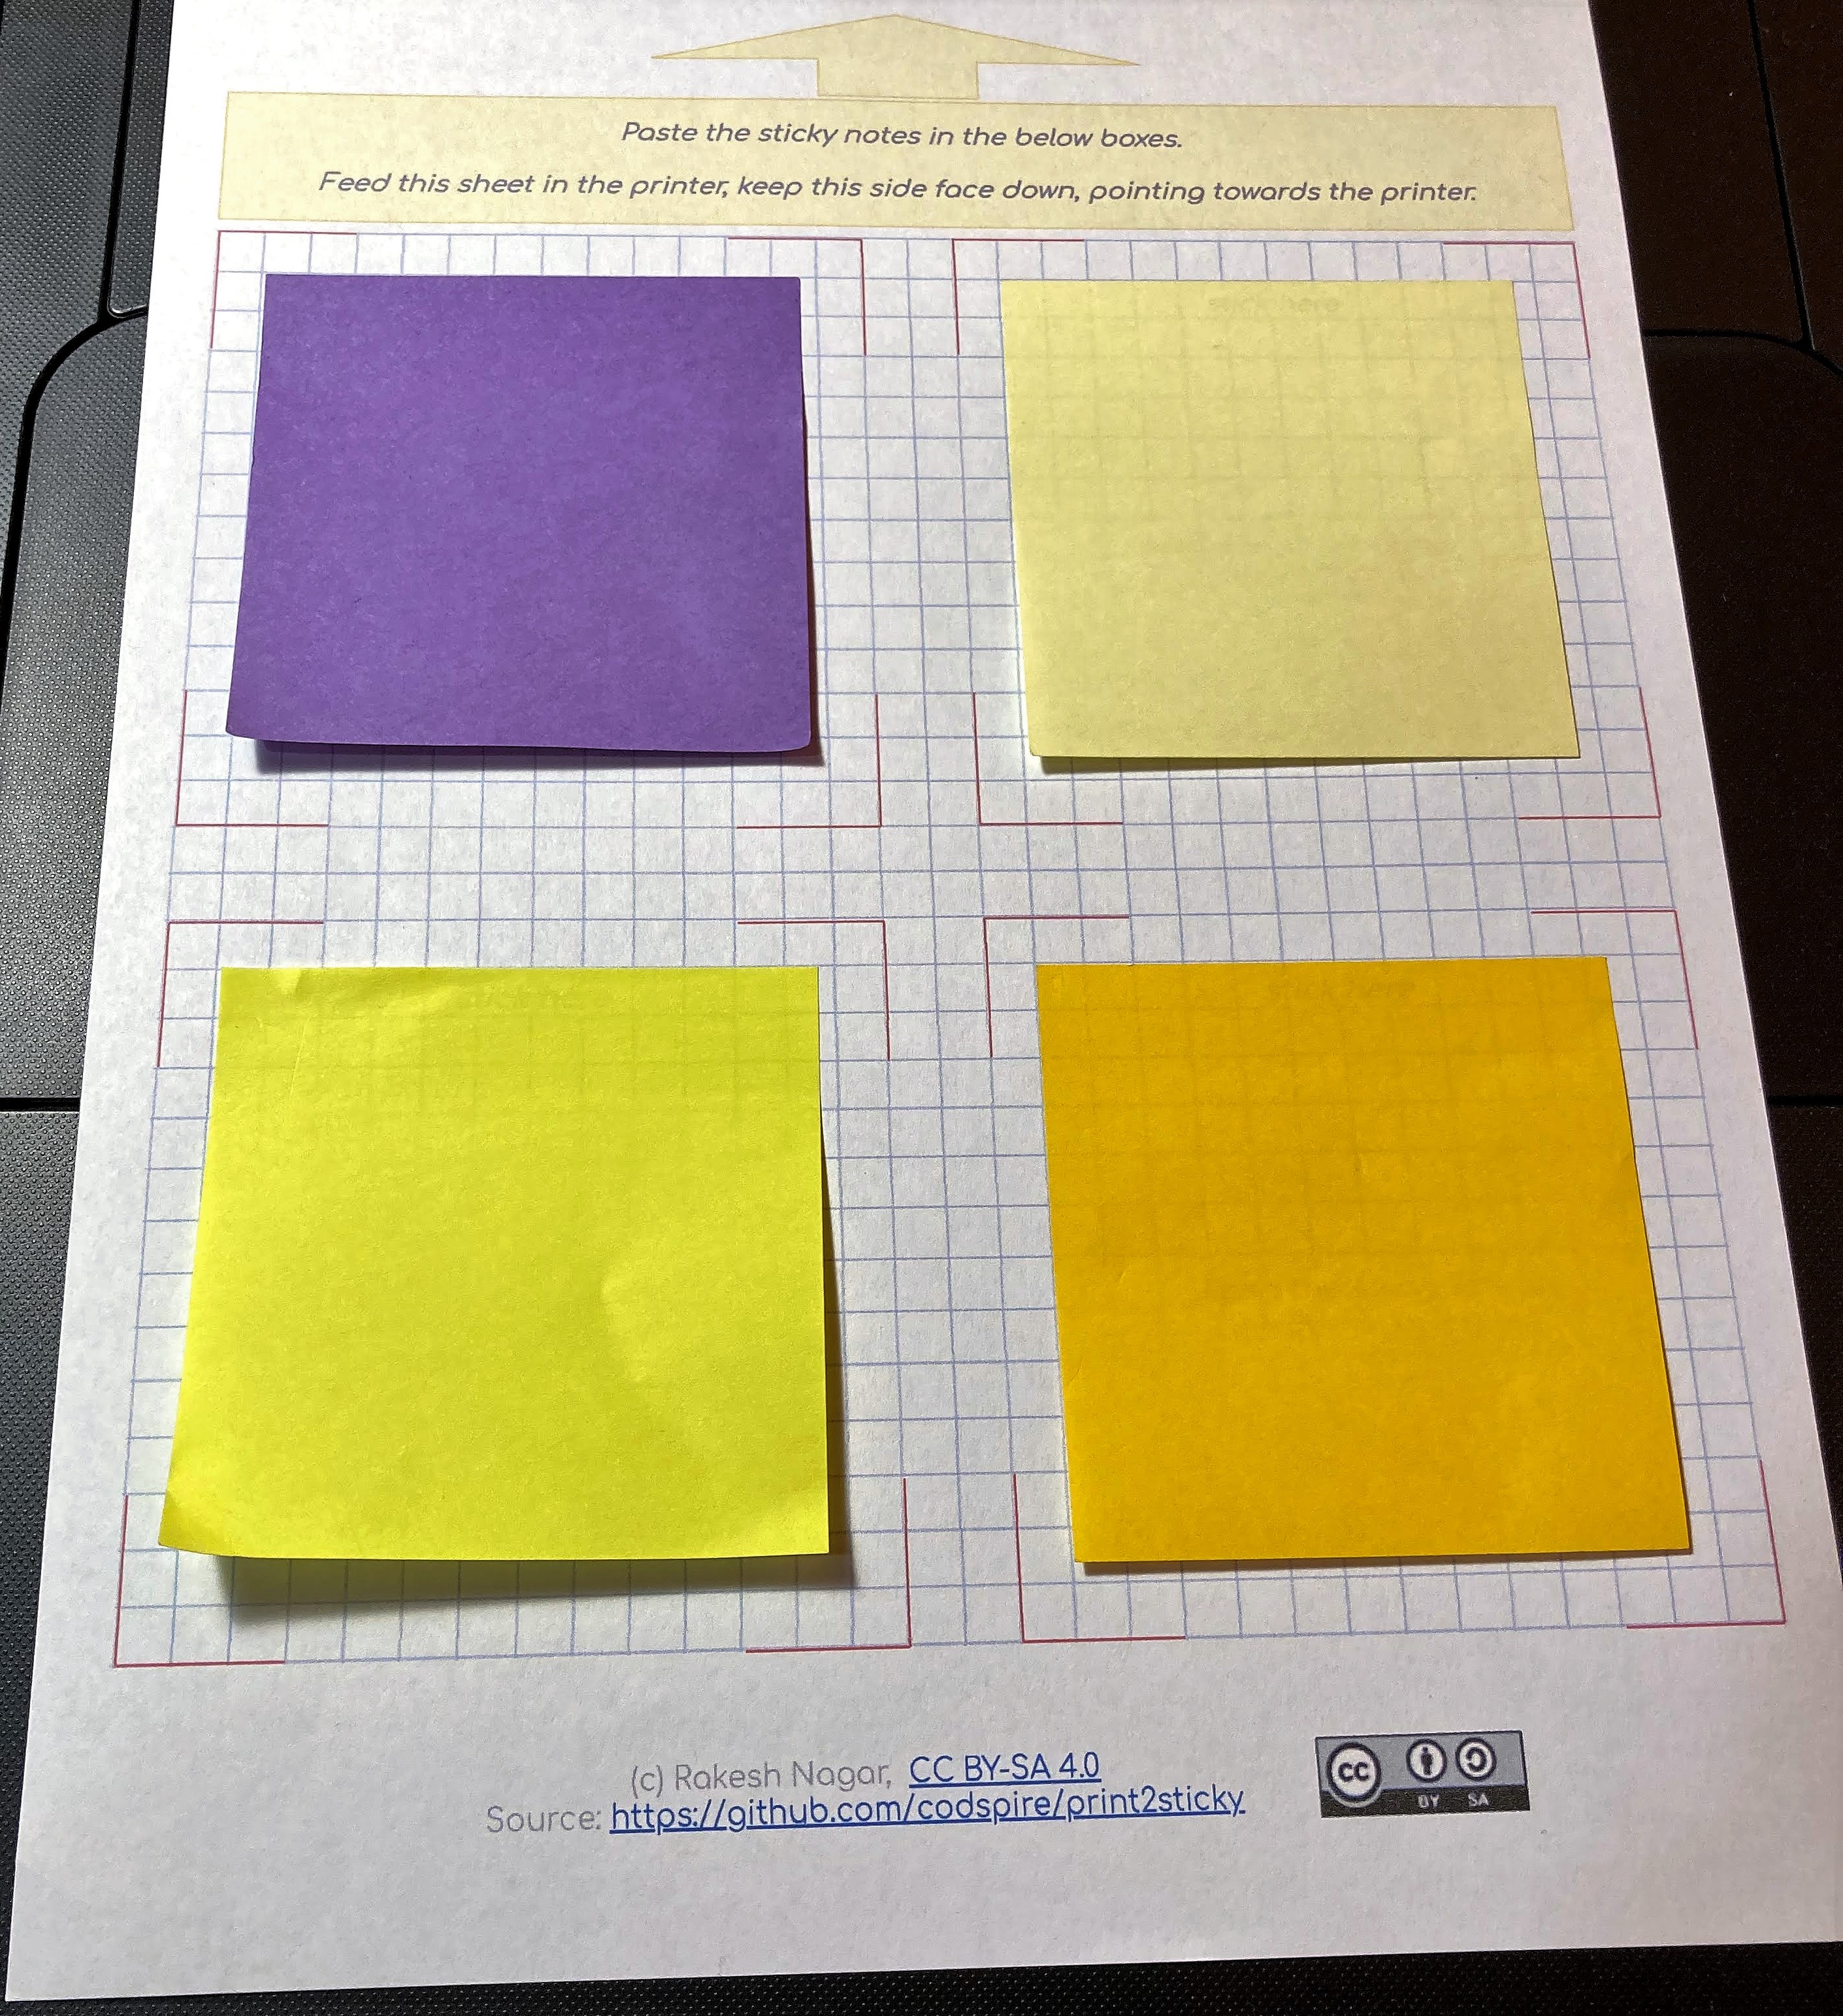 Paste the sticky notes in the below boxes.
Feed this sheet in the printer, keep this side face down, pointing towards the printer.
(c) Rakesh Nagar, CC BY-SA 4.0
Source: https://github.com/codspire/print2sticky
cc
BY SA